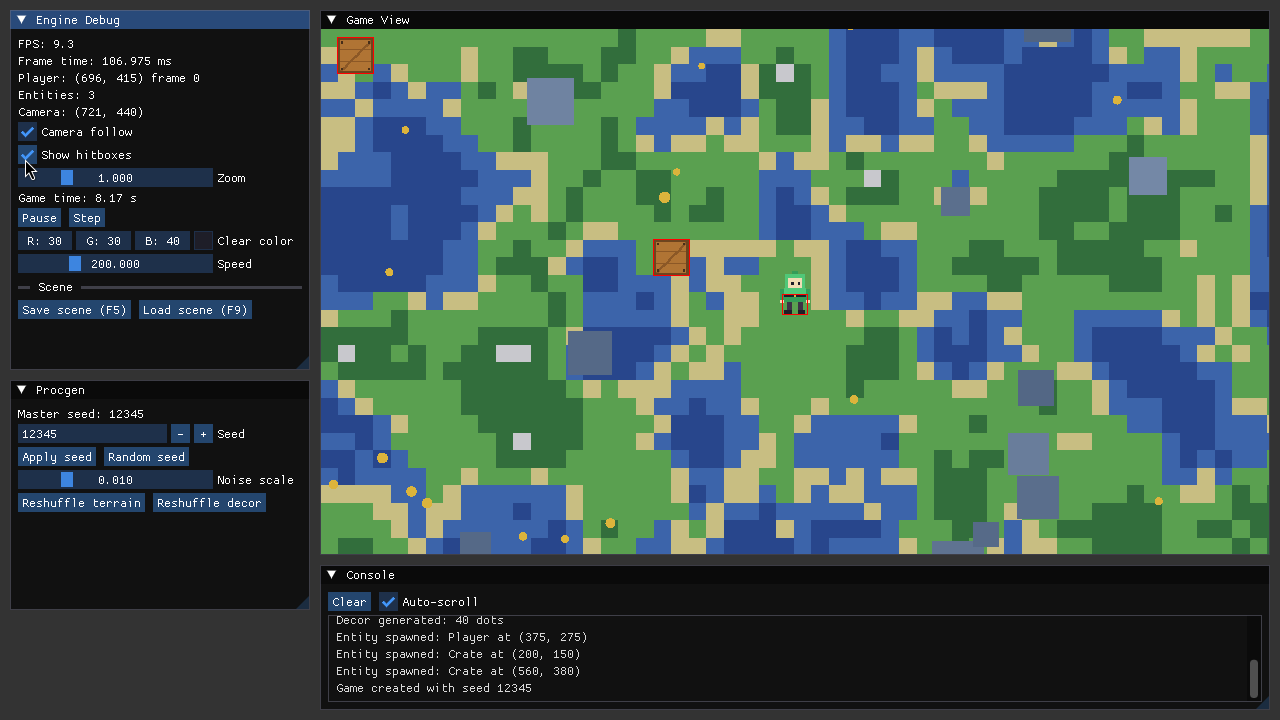 Engine Debug
FPS: 9.3
Frame time: 106.975 ms
Player: (696, 415) frame 0
Entities: 3
Camera: (721, 440)
Camera follow
Show hitboxes
1.000 Zoom
Game time: 8.17 s
Pause Step
R: 30 G: 30 B: 40 Clear color
200.000 Speed
Scene
Save scene (F5) Load scene (F9)
Procgen
Master seed: 12345
12345 - + Seed
Apply seed Random seed
0.010 Noise scale
Reshuffle terrain Reshuffle decor
Game View
Console
Clear Auto-scroll
Decor generated: 40 dots
Entity spawned: Player at (375, 275)
Entity spawned: Crate at (200, 150)
Entity spawned: Crate at (560, 380)
Game created with seed 12345